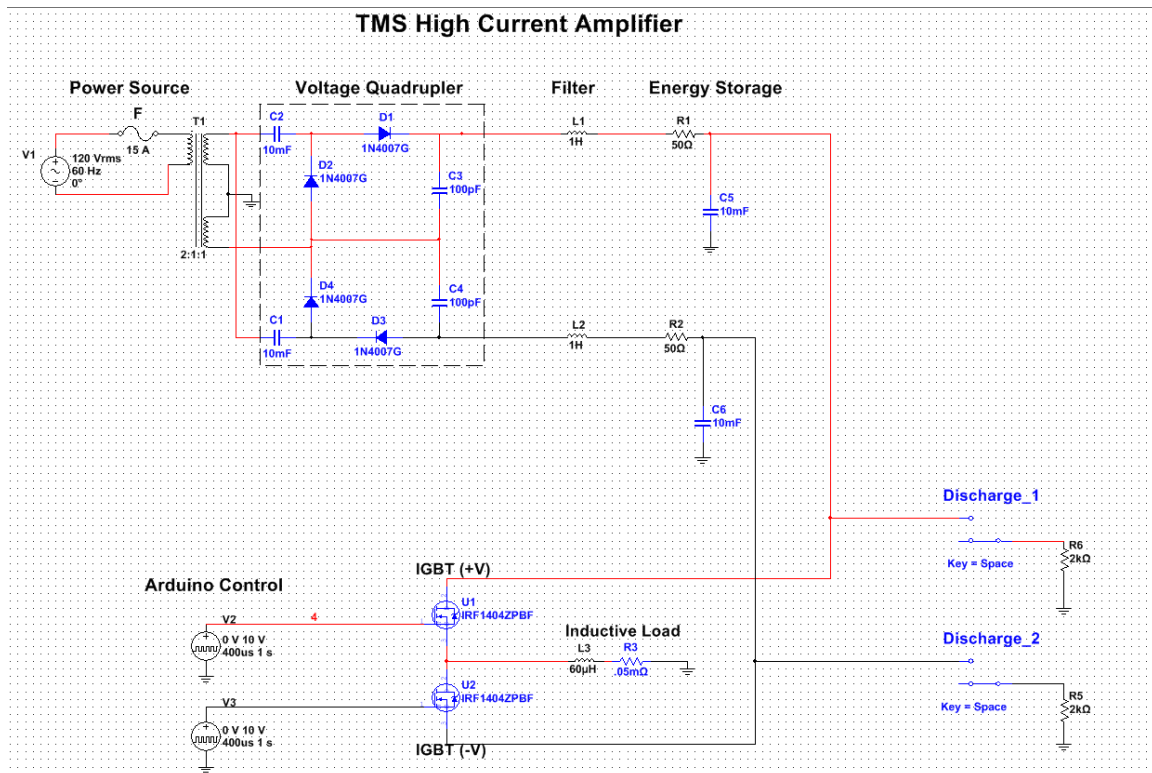 TMS High Current Amplifier
Power Source
Voltage Quadrupler
Filter
Energy Storage
F
15 A
T1
2:1:1
V1
120 Vrms
60 Hz
0°
C2
10mF
D1
1N4007G
D2
1N4007G
C3
100pF
D4
1N4007G
C4
100pF
C1
10mF
D3
1N4007G
L1
1H
R1
50Ω
C5
10mF
L2
1H
R2
50Ω
C6
10mF
Discharge_1
Key = Space
R6
2kΩ
Arduino Control
IGBT (+V)
V2
4
0 V 10 V
400us 1 s
U1
IRF1404ZPBF
Inductive Load
L3
60µH
R3
.05mΩ
Discharge_2
Key = Space
R5
2kΩ
V3
0 V 10 V
400us 1 s
U2
IRF1404ZPBF
IGBT (-V)